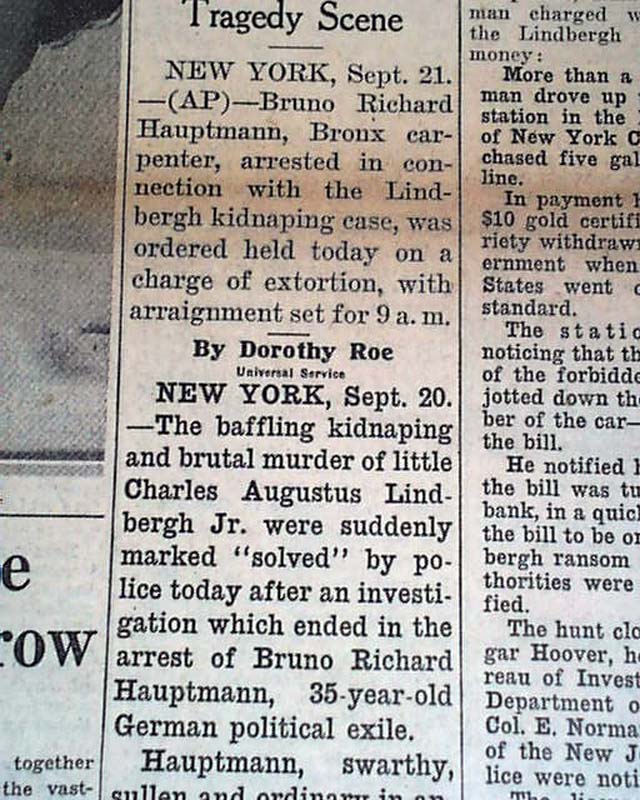 Tragedy Scene
NEW YORK, Sept. 21.
—(AP)—Bruno Richard
Hauptmann, Bronx car-
penter, arrested in con-
nection with the Lind-
bergh kidnaping case, was
ordered held today on a
charge of extortion, with
arraignment set for 9 a. m.
By Dorothy Roe
Universal Service
NEW YORK, Sept. 20.
—The baffling kidnaping
and brutal murder of little
Charles Augustus Lind-
bergh Jr. were suddenly
marked "solved" by po-
lice today after an investi-
gation which ended in the
arrest of Bruno Richard
Hauptmann, 35-year-old
German political exile.
Hauptmann, swarthy,
sullen and ordinary in an
man charged
the Lindbergh
money:
More than a
man drove up
station in the
of New York C
chased five gal
line.
In payment h
$10 gold certifi
riety withdrawn
ernment when
States went
standard.
The static
noticing that th
of the forbidde
jotted down the
ber of the car—
the bill.
He notified h
the bill was tu
bank, in a quick
the bill to be on
bergh ransom
thorities were
fied.
The hunt clo
gar Hoover, he
reau of Invest
Department o
Col. E. Norma
of the New J
lice were noti
e
row
together
the vast-